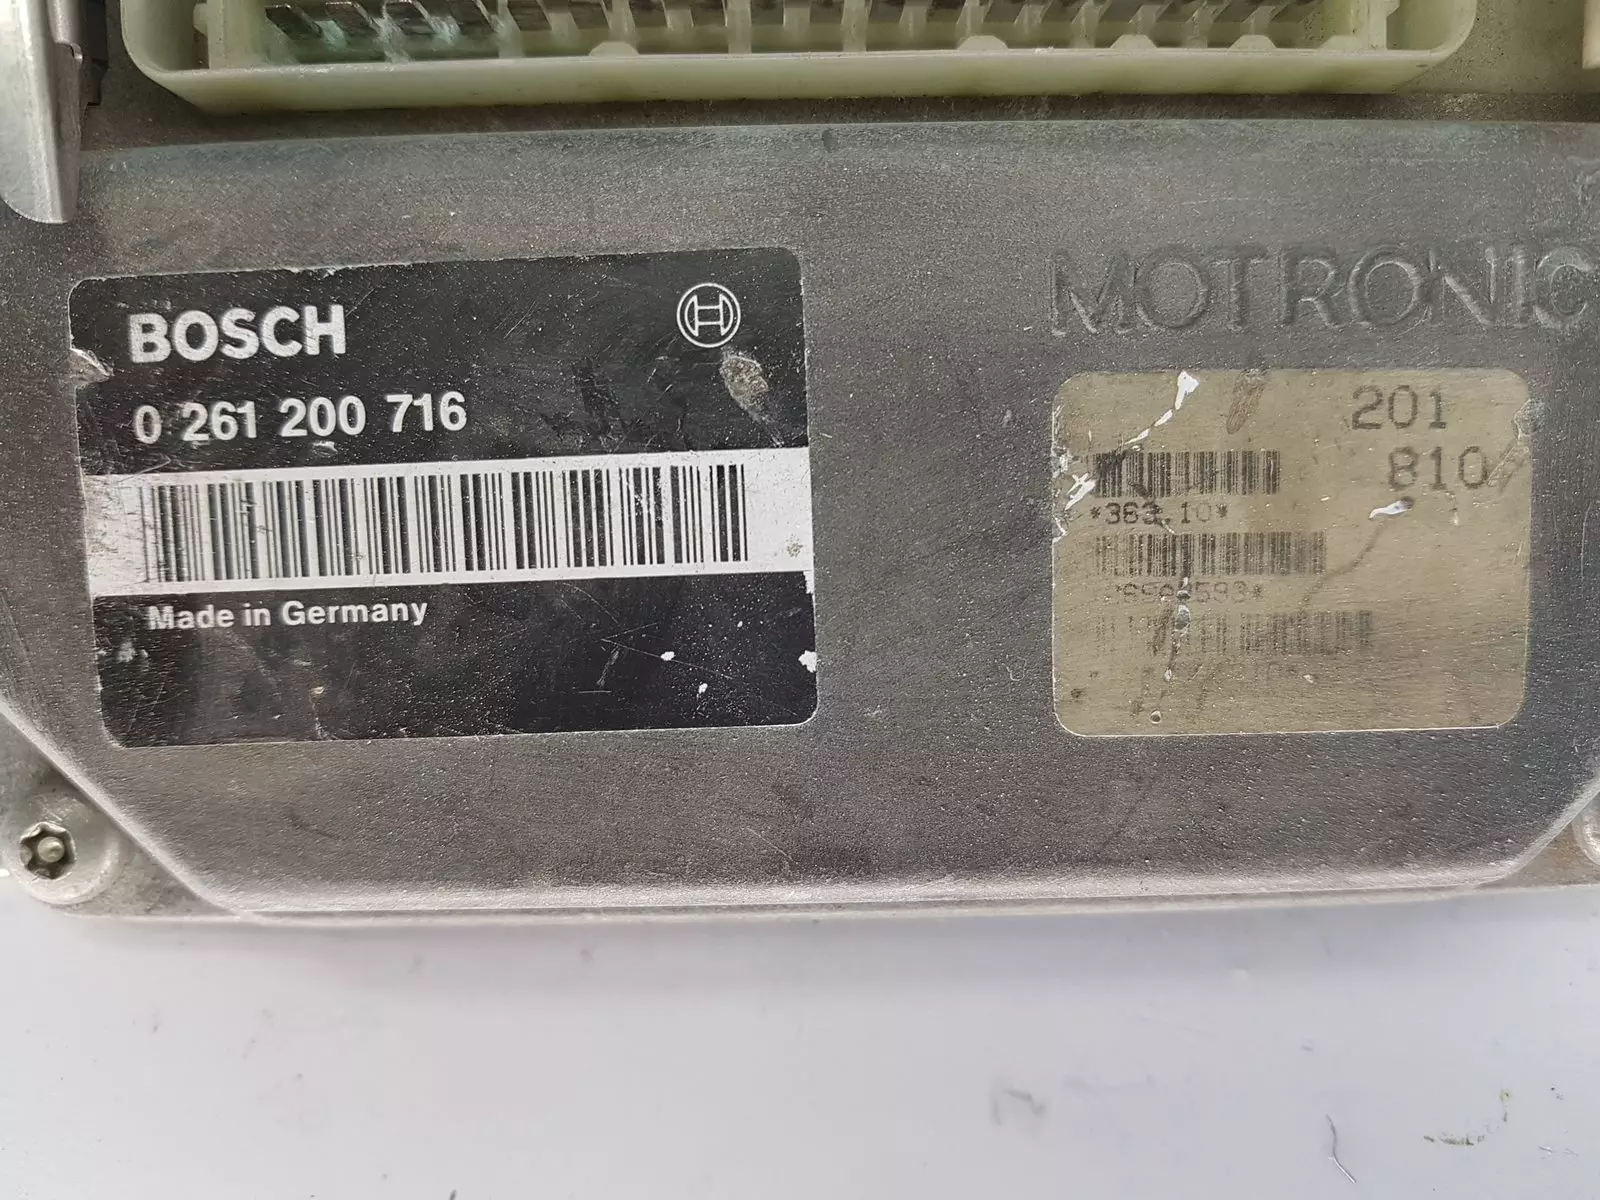 BOSCH
0 261 200 716
Made in Germany
MOTRONIC
201
810
*363.10*